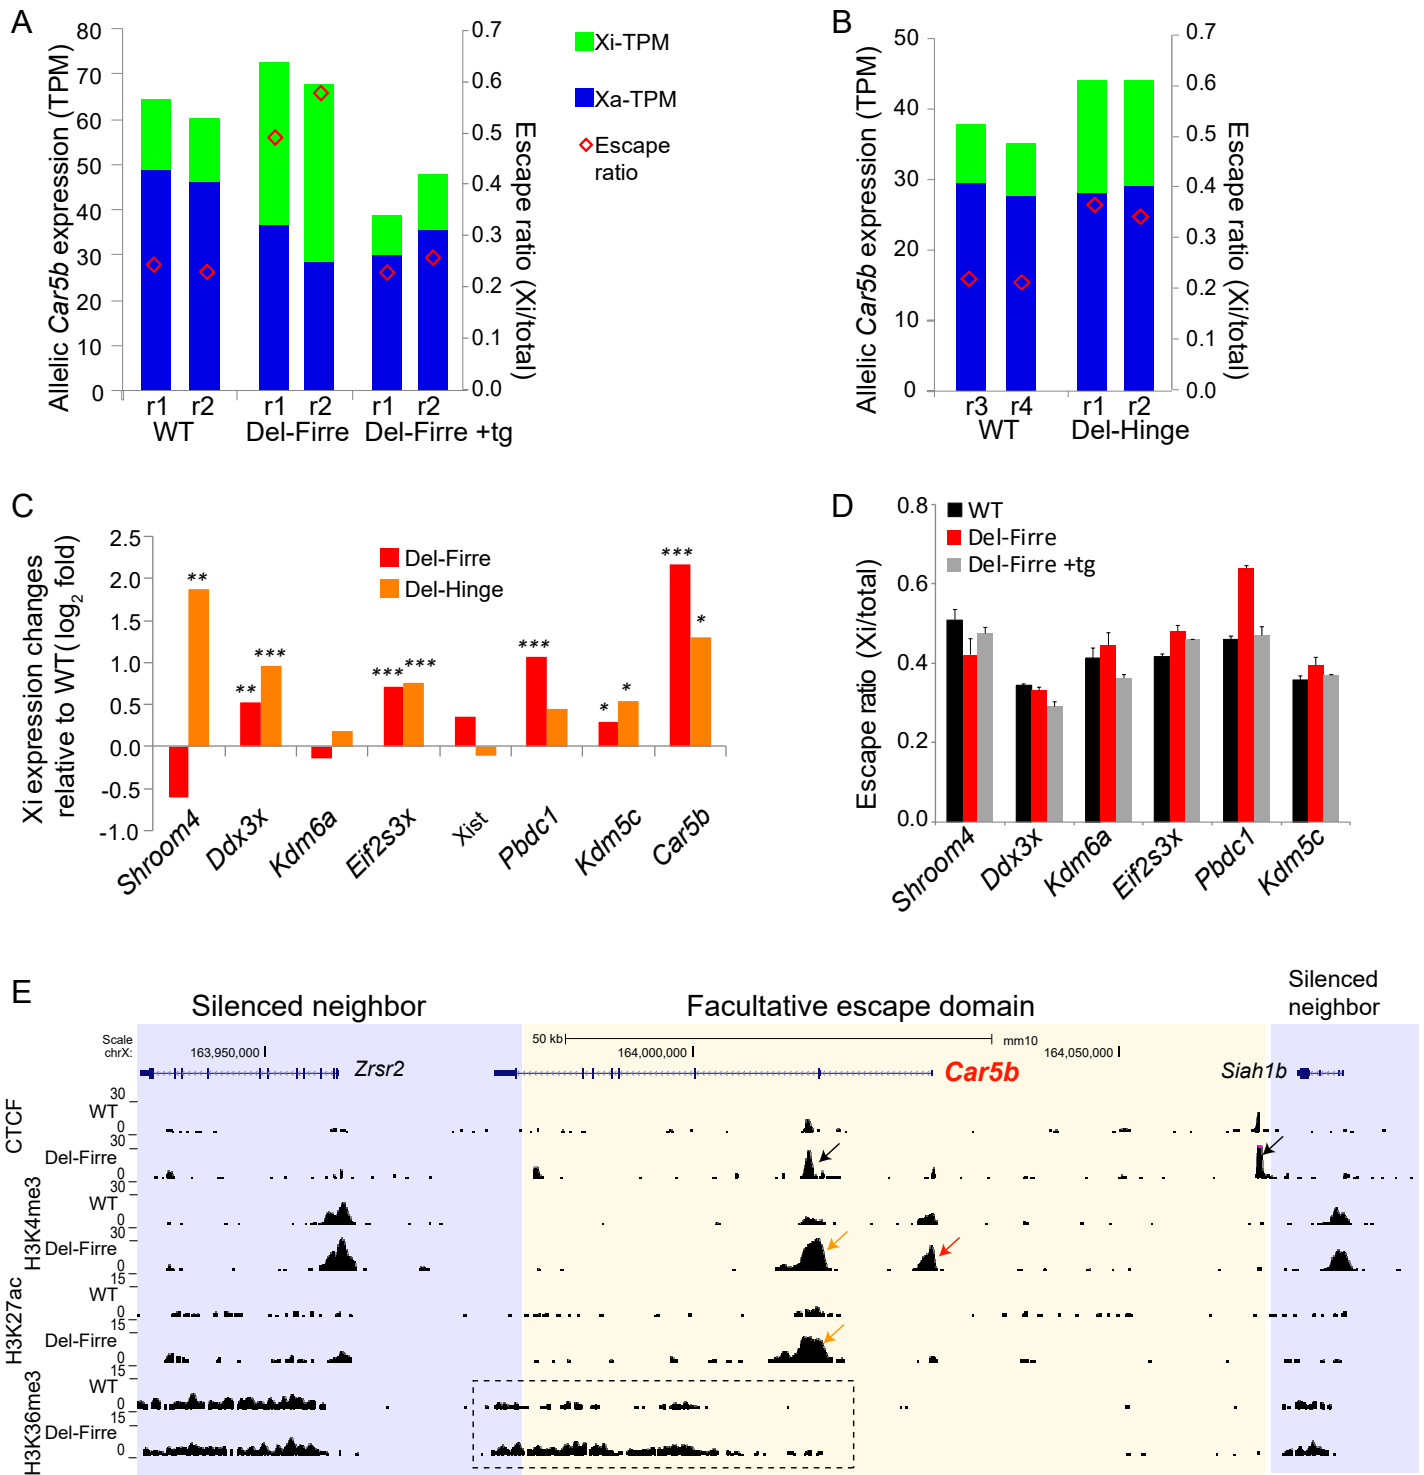 A
Allelic Car5b expression (TPM)
80
70
60
50
40
30
20
10
0
0.7
0.6
0.5
0.4
0.3
0.2
0.1
0.0
Escape ratio (Xi/total)
r1 r2 r1 r2 r1 r2
WT Del-Firre Del-Firre +tg
Xi-TPM
Xa-TPM
Escape
ratio
B
Allelic Car5b expression (TPM)
50
40
30
20
10
0
0.7
0.6
0.5
0.4
0.3
0.2
0.1
0.0
Escape ratio (Xi/total)
r3 r4 r1 r2
WT Del-Hinge
C
Xi expression changes
relative to WT(log2 fold)
2.5
2.0
1.5
1.0
0.5
0.0
-0.5
-1.0
Del-Firre
Del-Hinge
** ** *** *** *** *** * * *** *
Shroom4 Ddx3x Kdm6a Eif2s3x Xist Pbdc1 Kdm5c Car5b
D
Escape ratio (Xi/total)
0.8
0.6
0.4
0.2
0.0
WT
Del-Firre
Del-Firre +tg
Shroom4 Ddx3x Kdm6a Eif2s3x Pbdc1 Kdm5c
E
Silenced neighbor
Facultative escape domain
Silenced
neighbor
Scale 50 kb mm10
chrX: 163,950,000 164,000,000 164,050,000
Zrsr2 Car5b Siah1b
CTCF
30
WT
0
30
Del-Firre
0
H3K4me3
30
WT
0
30
Del-Firre
0
H3K27ac
15
WT
0
15
Del-Firre
0
H3K36me3
15
WT
0
15
Del-Firre
0